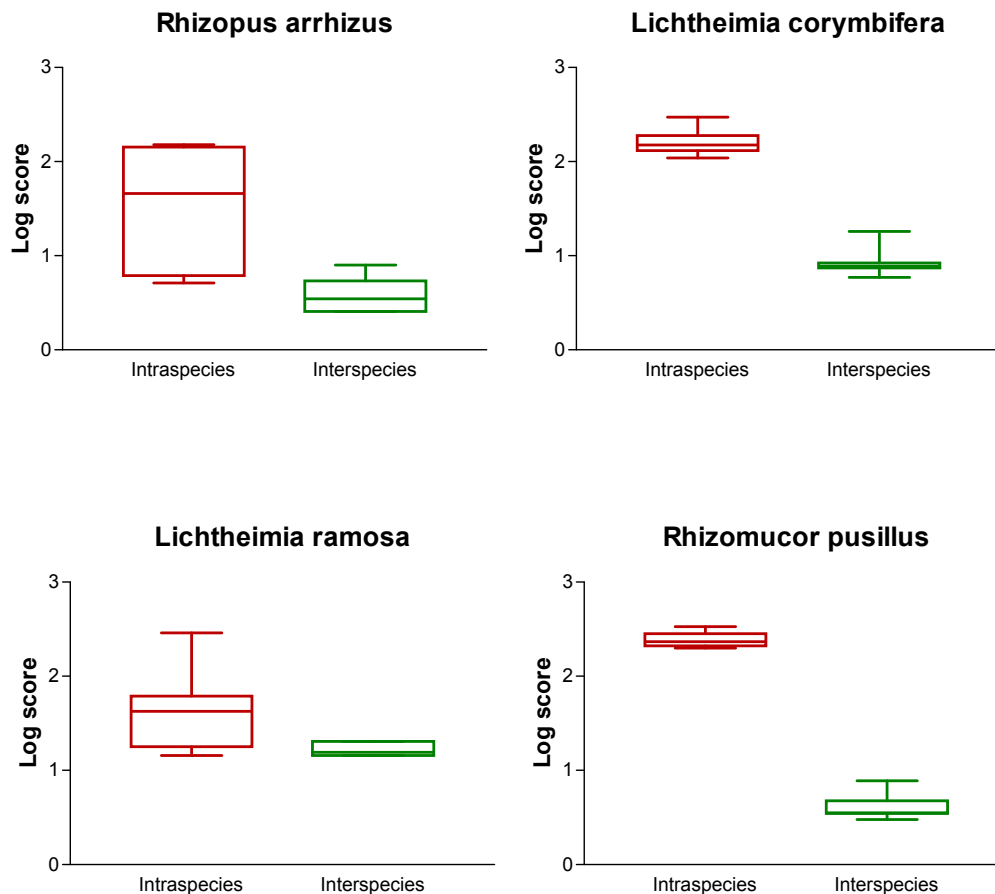 Rhizopus arrhizus
Lichtheimia corymbifera
3
2
1
0
Log score
Intraspecies
Interspecies
3
2
1
0
Log score
Intraspecies
Interspecies
Lichtheimia ramosa
Rhizomucor pusillus
3
2
1
0
Log score
Intraspecies
Interspecies
3
2
1
0
Log score
Intraspecies
Interspecies